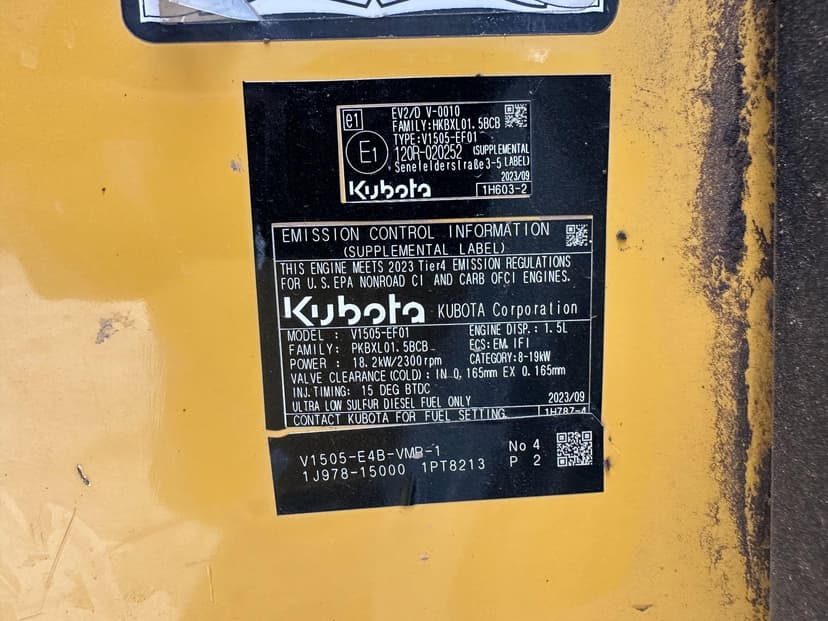 e1
EV2/D V-0010
FAMILY:HKBXL01.5BCB
TYPE:V1505-EF01
E1
120R-020252 (SUPPLEMENTAL LABEL)
Senefelderstraße3-5
2023/09
Kubota 1H603-2
EMISSION CONTROL INFORMATION
(SUPPLEMENTAL LABEL)
THIS ENGINE MEETS 2023 Tier4 EMISSION REGULATIONS
FOR U.S.EPA NONROAD CI AND CARB OFCI ENGINES.
Kubota KUBOTA Corporation
MODEL : V1505-EF01 ENGINE DISP.: 1.5L
FAMILY: PKBXL01.5BCB ECS:EM,IFI
POWER : 18.2kW/2300rpm CATEGORY:8-19kW
VALVE CLEARANCE(COLD): IN 0.165mm EX 0.165mm
INJ.TIMING: 15 DEG BTDC
ULTRA LOW SULFUR DIESEL FUEL ONLY 2023/09
CONTACT KUBOTA FOR FUEL SETTING. 1H787-4
V1505-E4B-VMB-1 No 4
1J978-15000 1PT8213 P 2